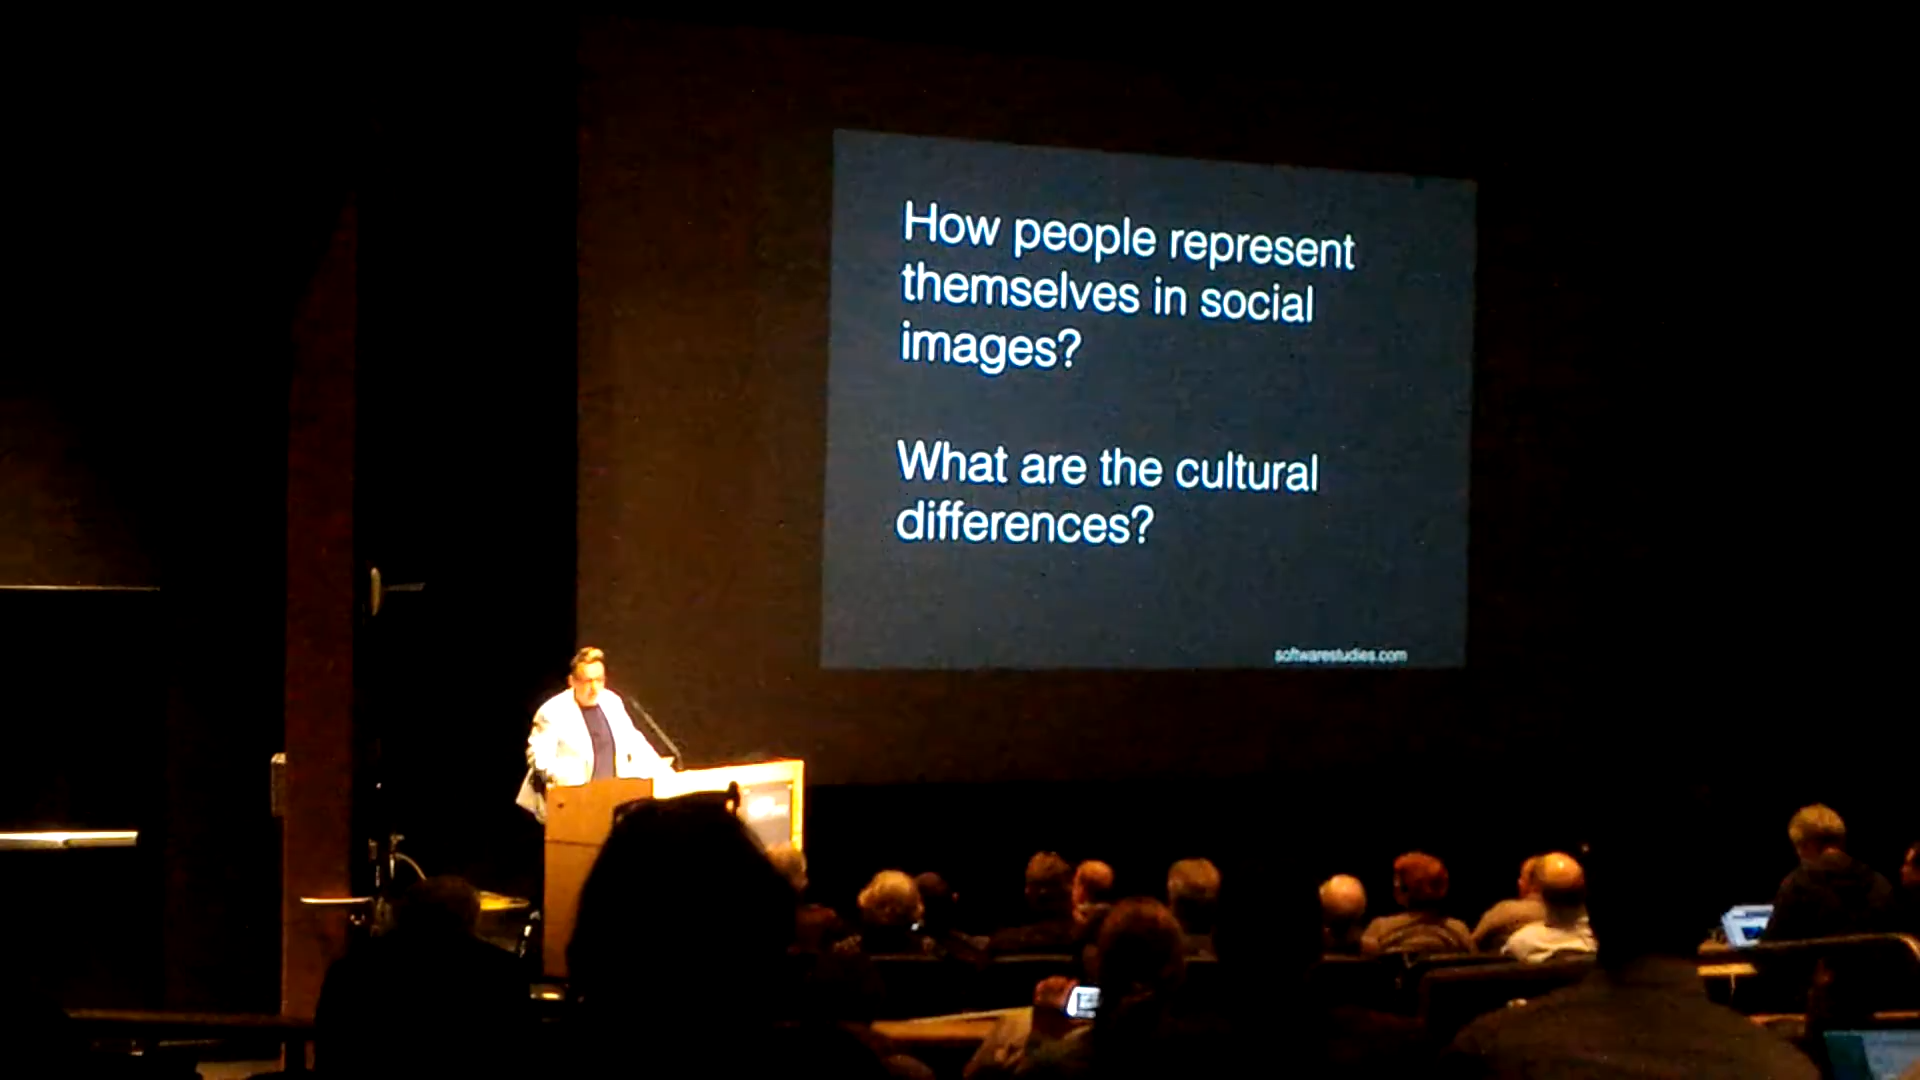 How people represent
themselves in social
images?
What are the cultural
differences?
softwarestudies.com